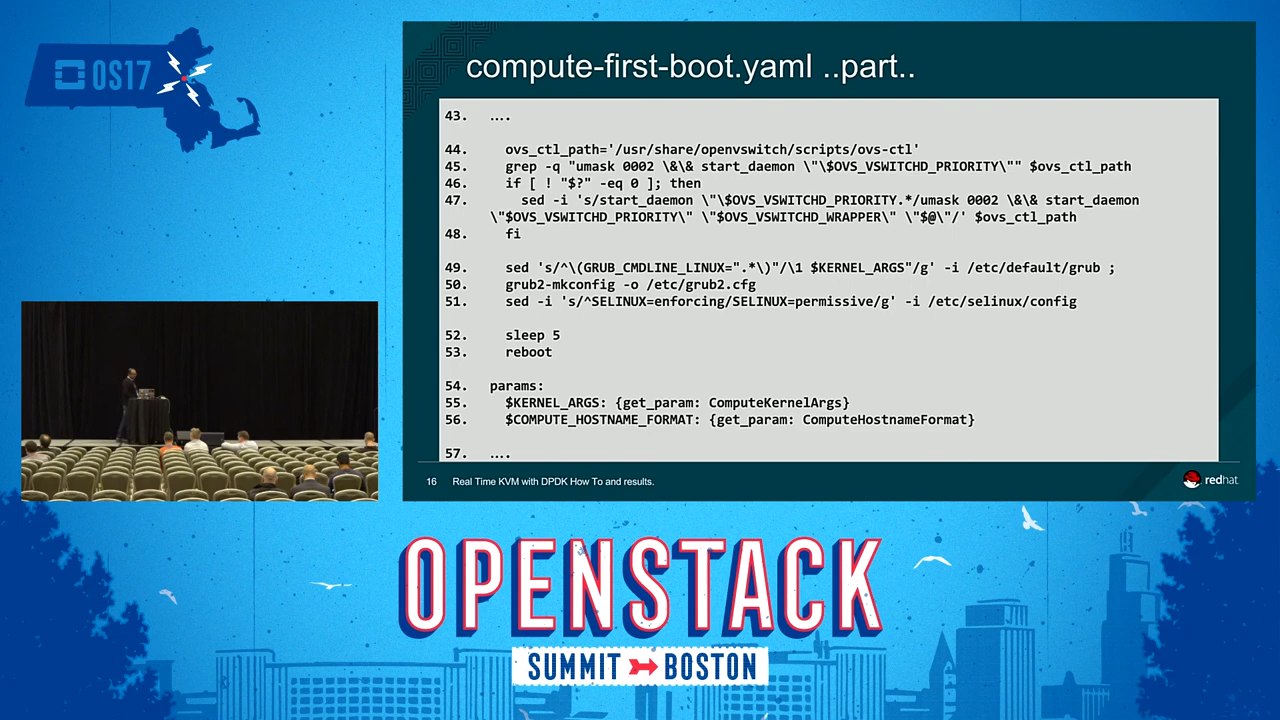 OS17
compute-first-boot.yaml ..part..
43. ....
44. ovs_ctl_path='/usr/share/openvswitch/scripts/ovs-ctl'
45. grep -q "umask 0002 \&\& start_daemon \"\$OVS_VSWITCHD_PRIORITY\"" $ovs_ctl_path
46. if [ ! "$?" -eq 0 ]; then
47. sed -i 's/start_daemon \"\$OVS_VSWITCHD_PRIORITY.*/umask 0002 \&\& start_daemon
\"$OVS_VSWITCHD_PRIORITY\" \"$OVS_VSWITCHD_WRAPPER\" \"$@\"/' $ovs_ctl_path
48. fi
49. sed 's/^\(GRUB_CMDLINE_LINUX=".*\)"/\1 $KERNEL_ARGS"/g' -i /etc/default/grub ;
50. grub2-mkconfig -o /etc/grub2.cfg
51. sed -i 's/^SELINUX=enforcing/SELINUX=permissive/g' -i /etc/selinux/config
52. sleep 5
53. reboot
54. params:
55. $KERNEL_ARGS: {get_param: ComputeKernelArgs}
56. $COMPUTE_HOSTNAME_FORMAT: {get_param: ComputeHostnameFormat}
57. ....
16 Real Time KVM with DPDK How To and results.
redhat.
OPENSTACK
SUMMIT BOSTON